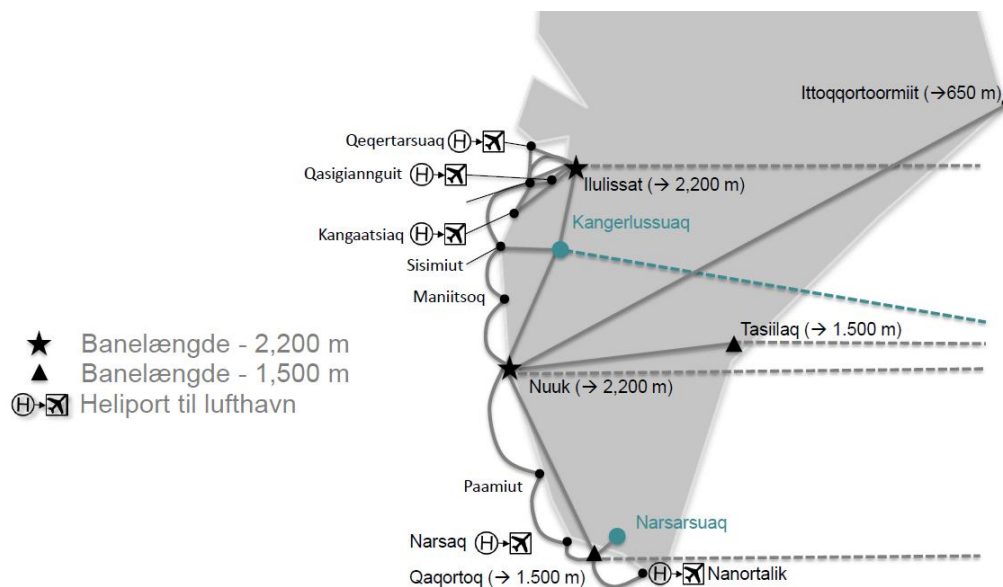 Ittoqqortoormiit (→650 m)
Qeqertarsuaq H→
Qasigiannguit H→
Ilulissat (→ 2,200 m)
Kangerlussuaq
Kangaatsiaq H→
Sisimiut
Maniitsoq
Tasiilaq (→ 1.500 m)
Banelængde - 2,200 m
Banelængde - 1,500 m
H→ Heliport til lufthavn
Nuuk (→ 2,200 m)
Paamiut
Narsarsuaq
Narsaq H→
Qaqortoq (→ 1.500 m)
H→ Nanortalik